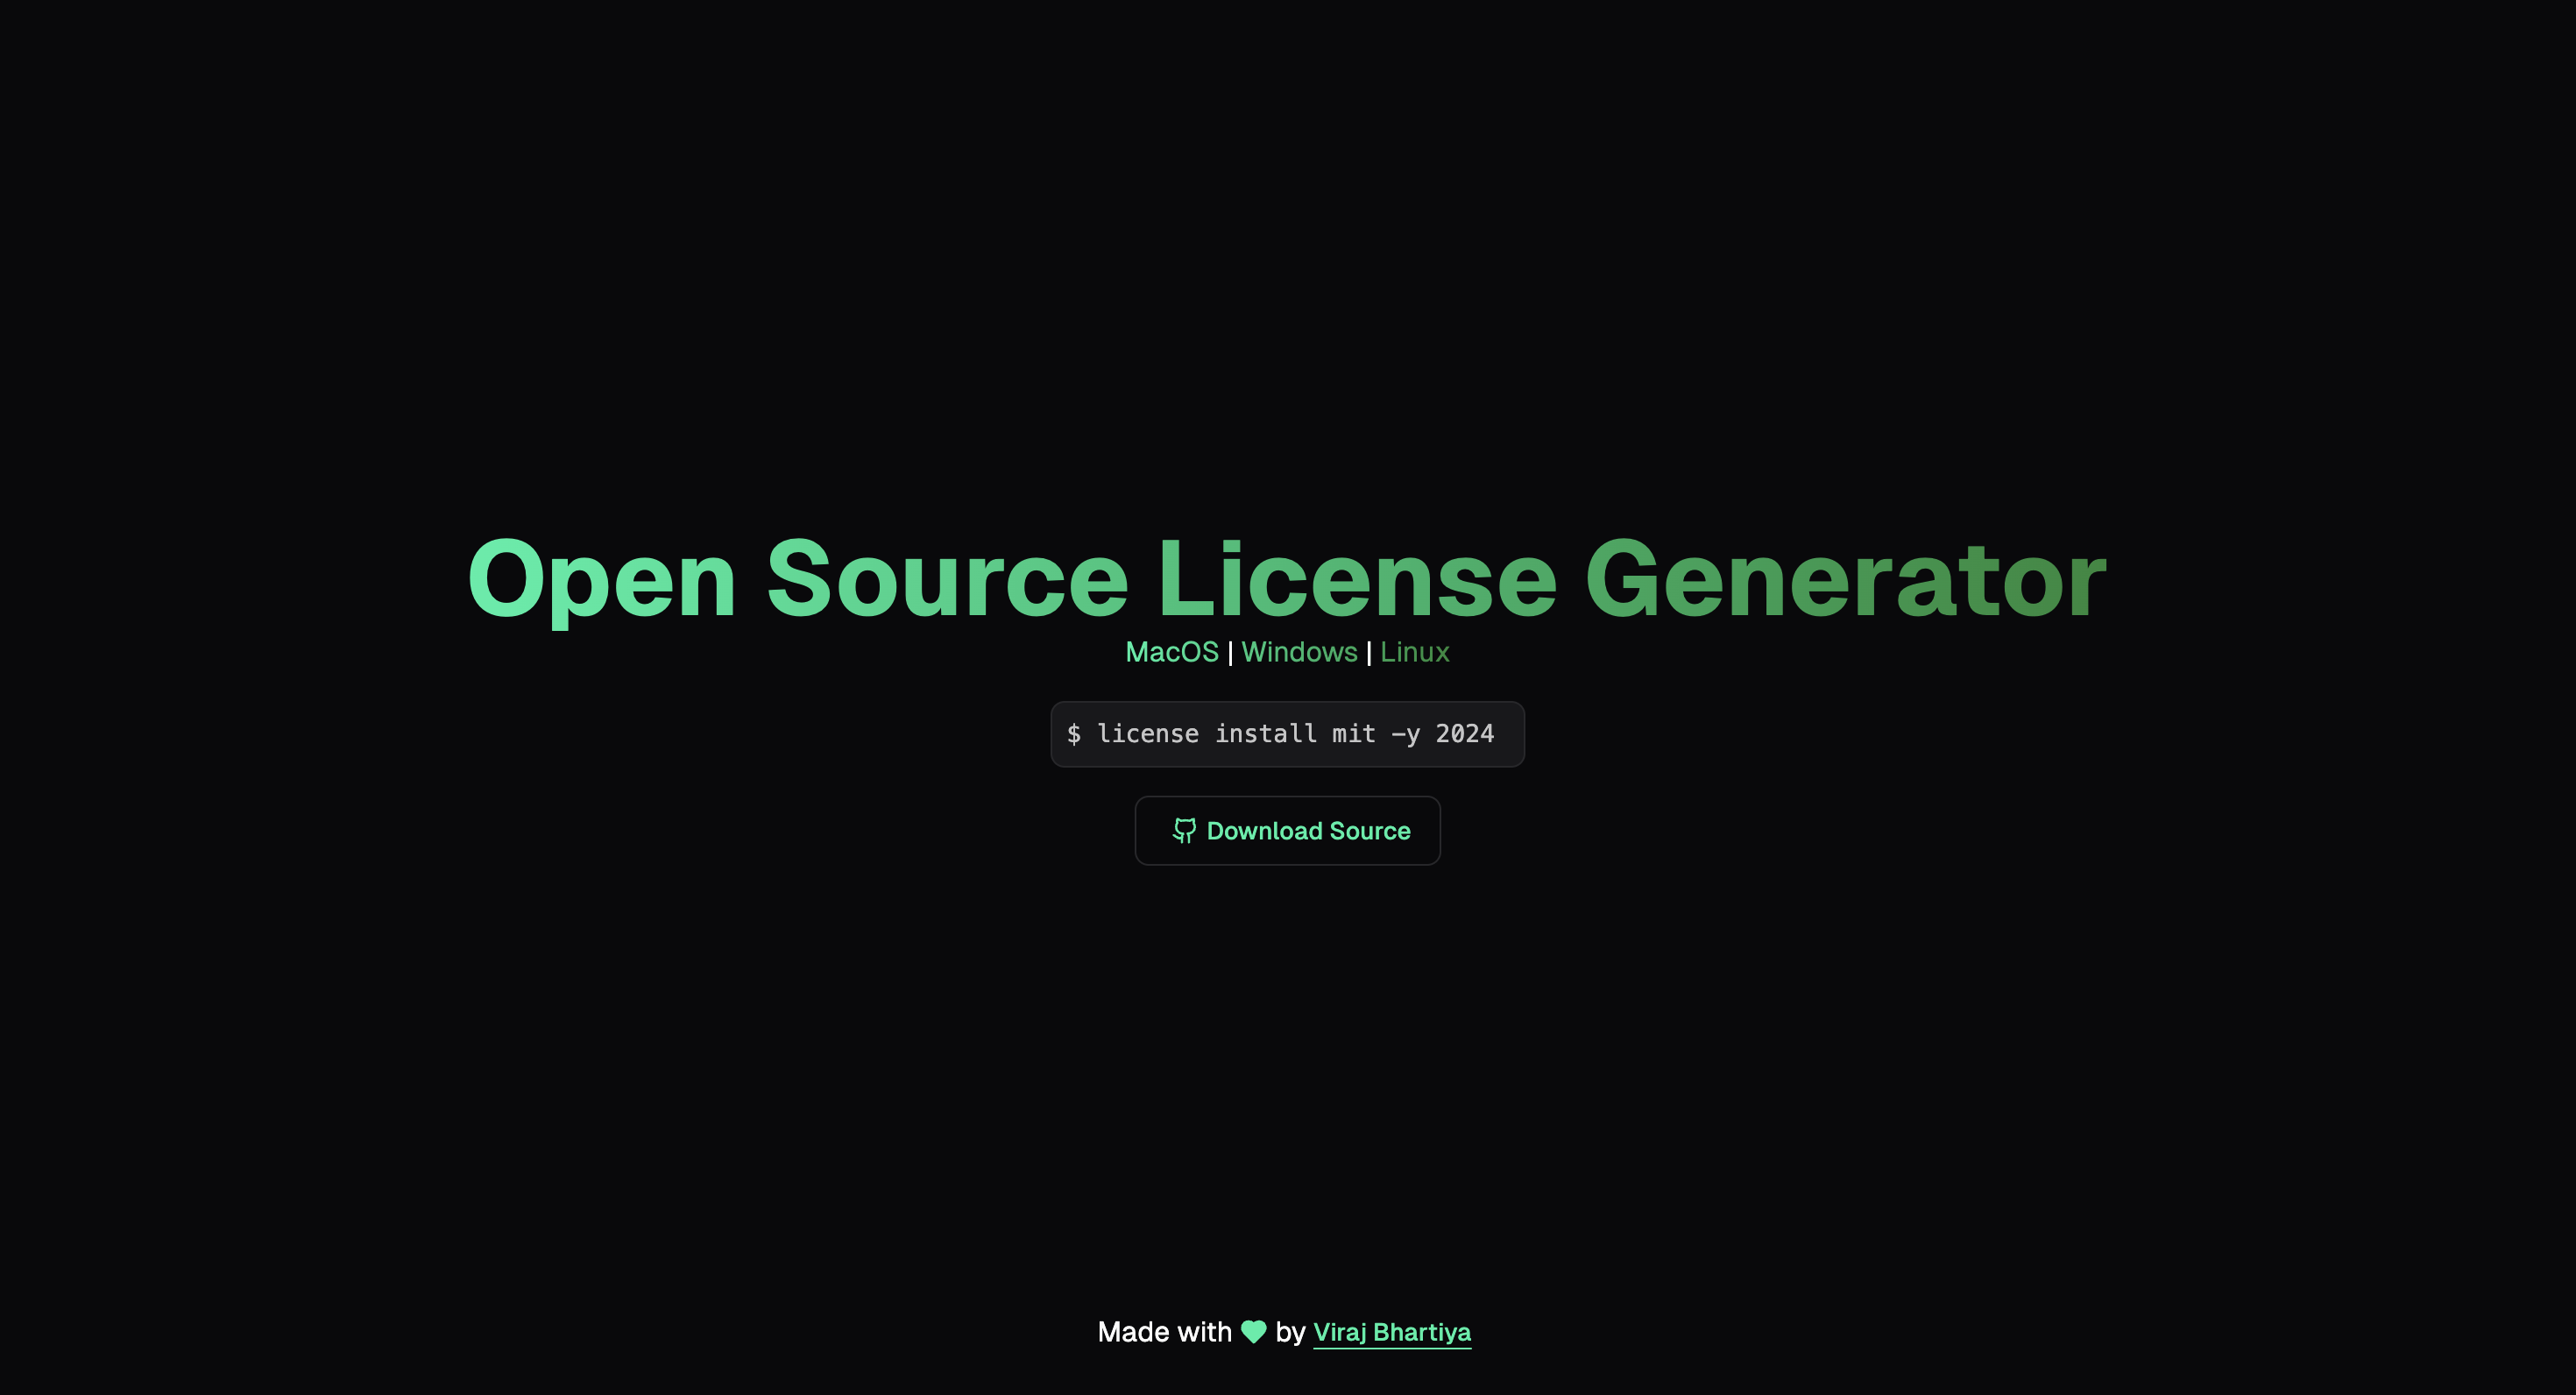 Open Source License Generator
MacOS | Windows | Linux
$ license install mit -y 2024
Download Source
Made with by Viraj Bhartiya